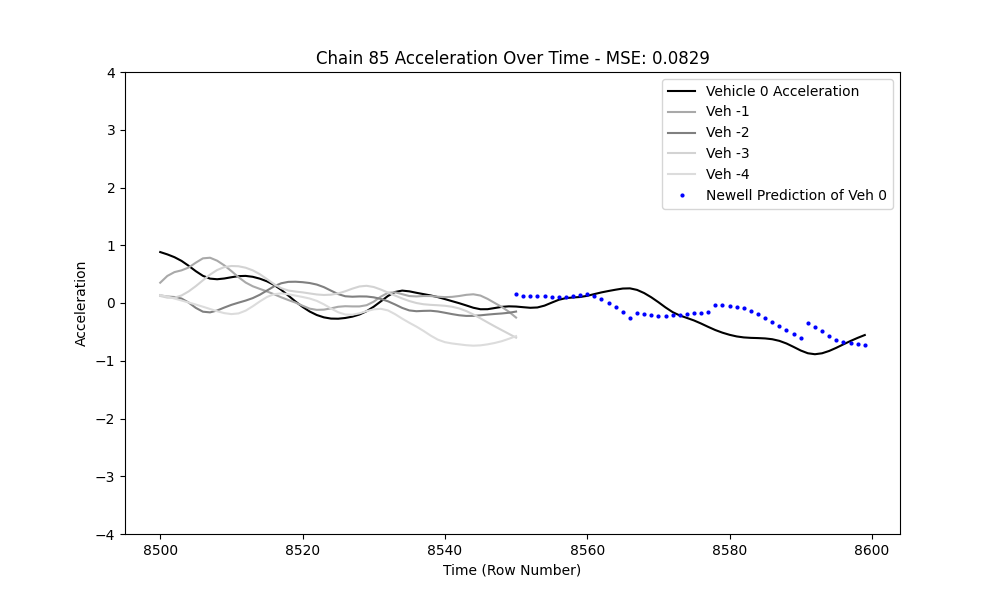 Chain 85 Acceleration Over Time - MSE: 0.0829
Vehicle 0 Acceleration
Veh -1
Veh -2
Veh -3
Veh -4
Newell Prediction of Veh 0
Acceleration
4
3
2
1
0
−1
−2
−3
−4
8500 8520 8540 8560 8580 8600
Time (Row Number)